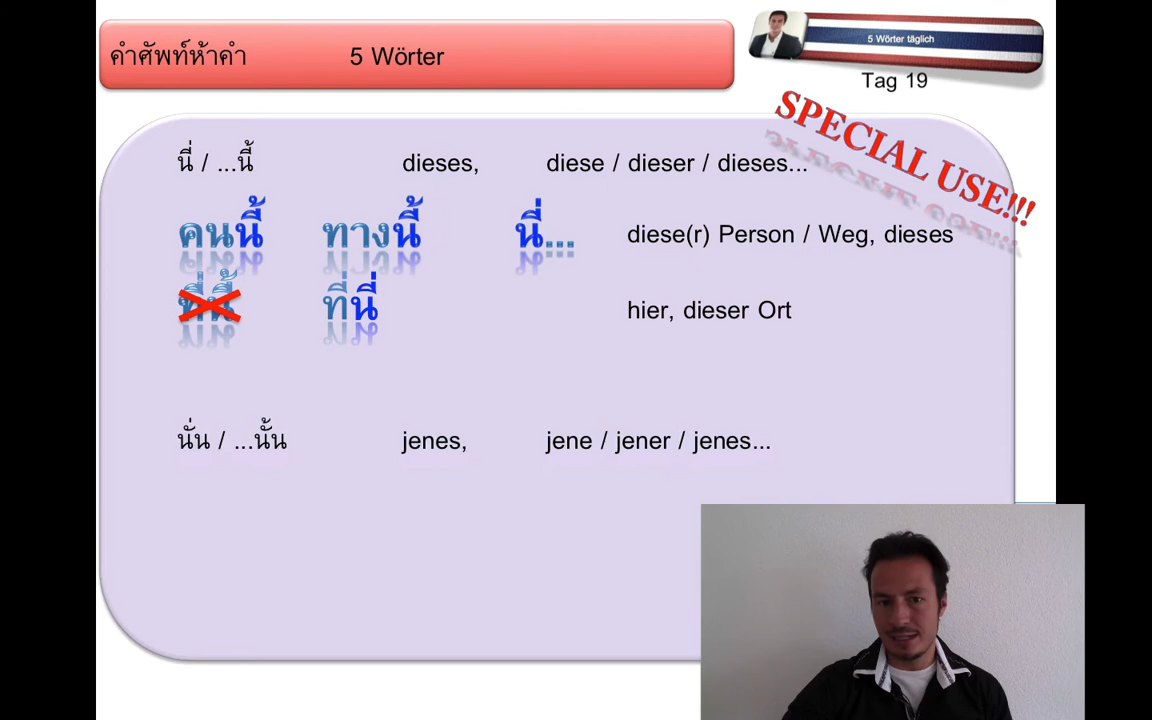 คำศัพท์ห้าคำ 5 Wörter
5 Wörter täglich
Tag 19
SPECIAL USE!!!
นี่ / ...นี้ dieses, diese / dieser / dieses...
คนนี้ ทางนี้ นี่... diese(r) Person / Weg, dieses
ที่นี้ ที่นี่ hier, dieser Ort
นั่น / ...นั้น jenes, jene / jener / jenes...